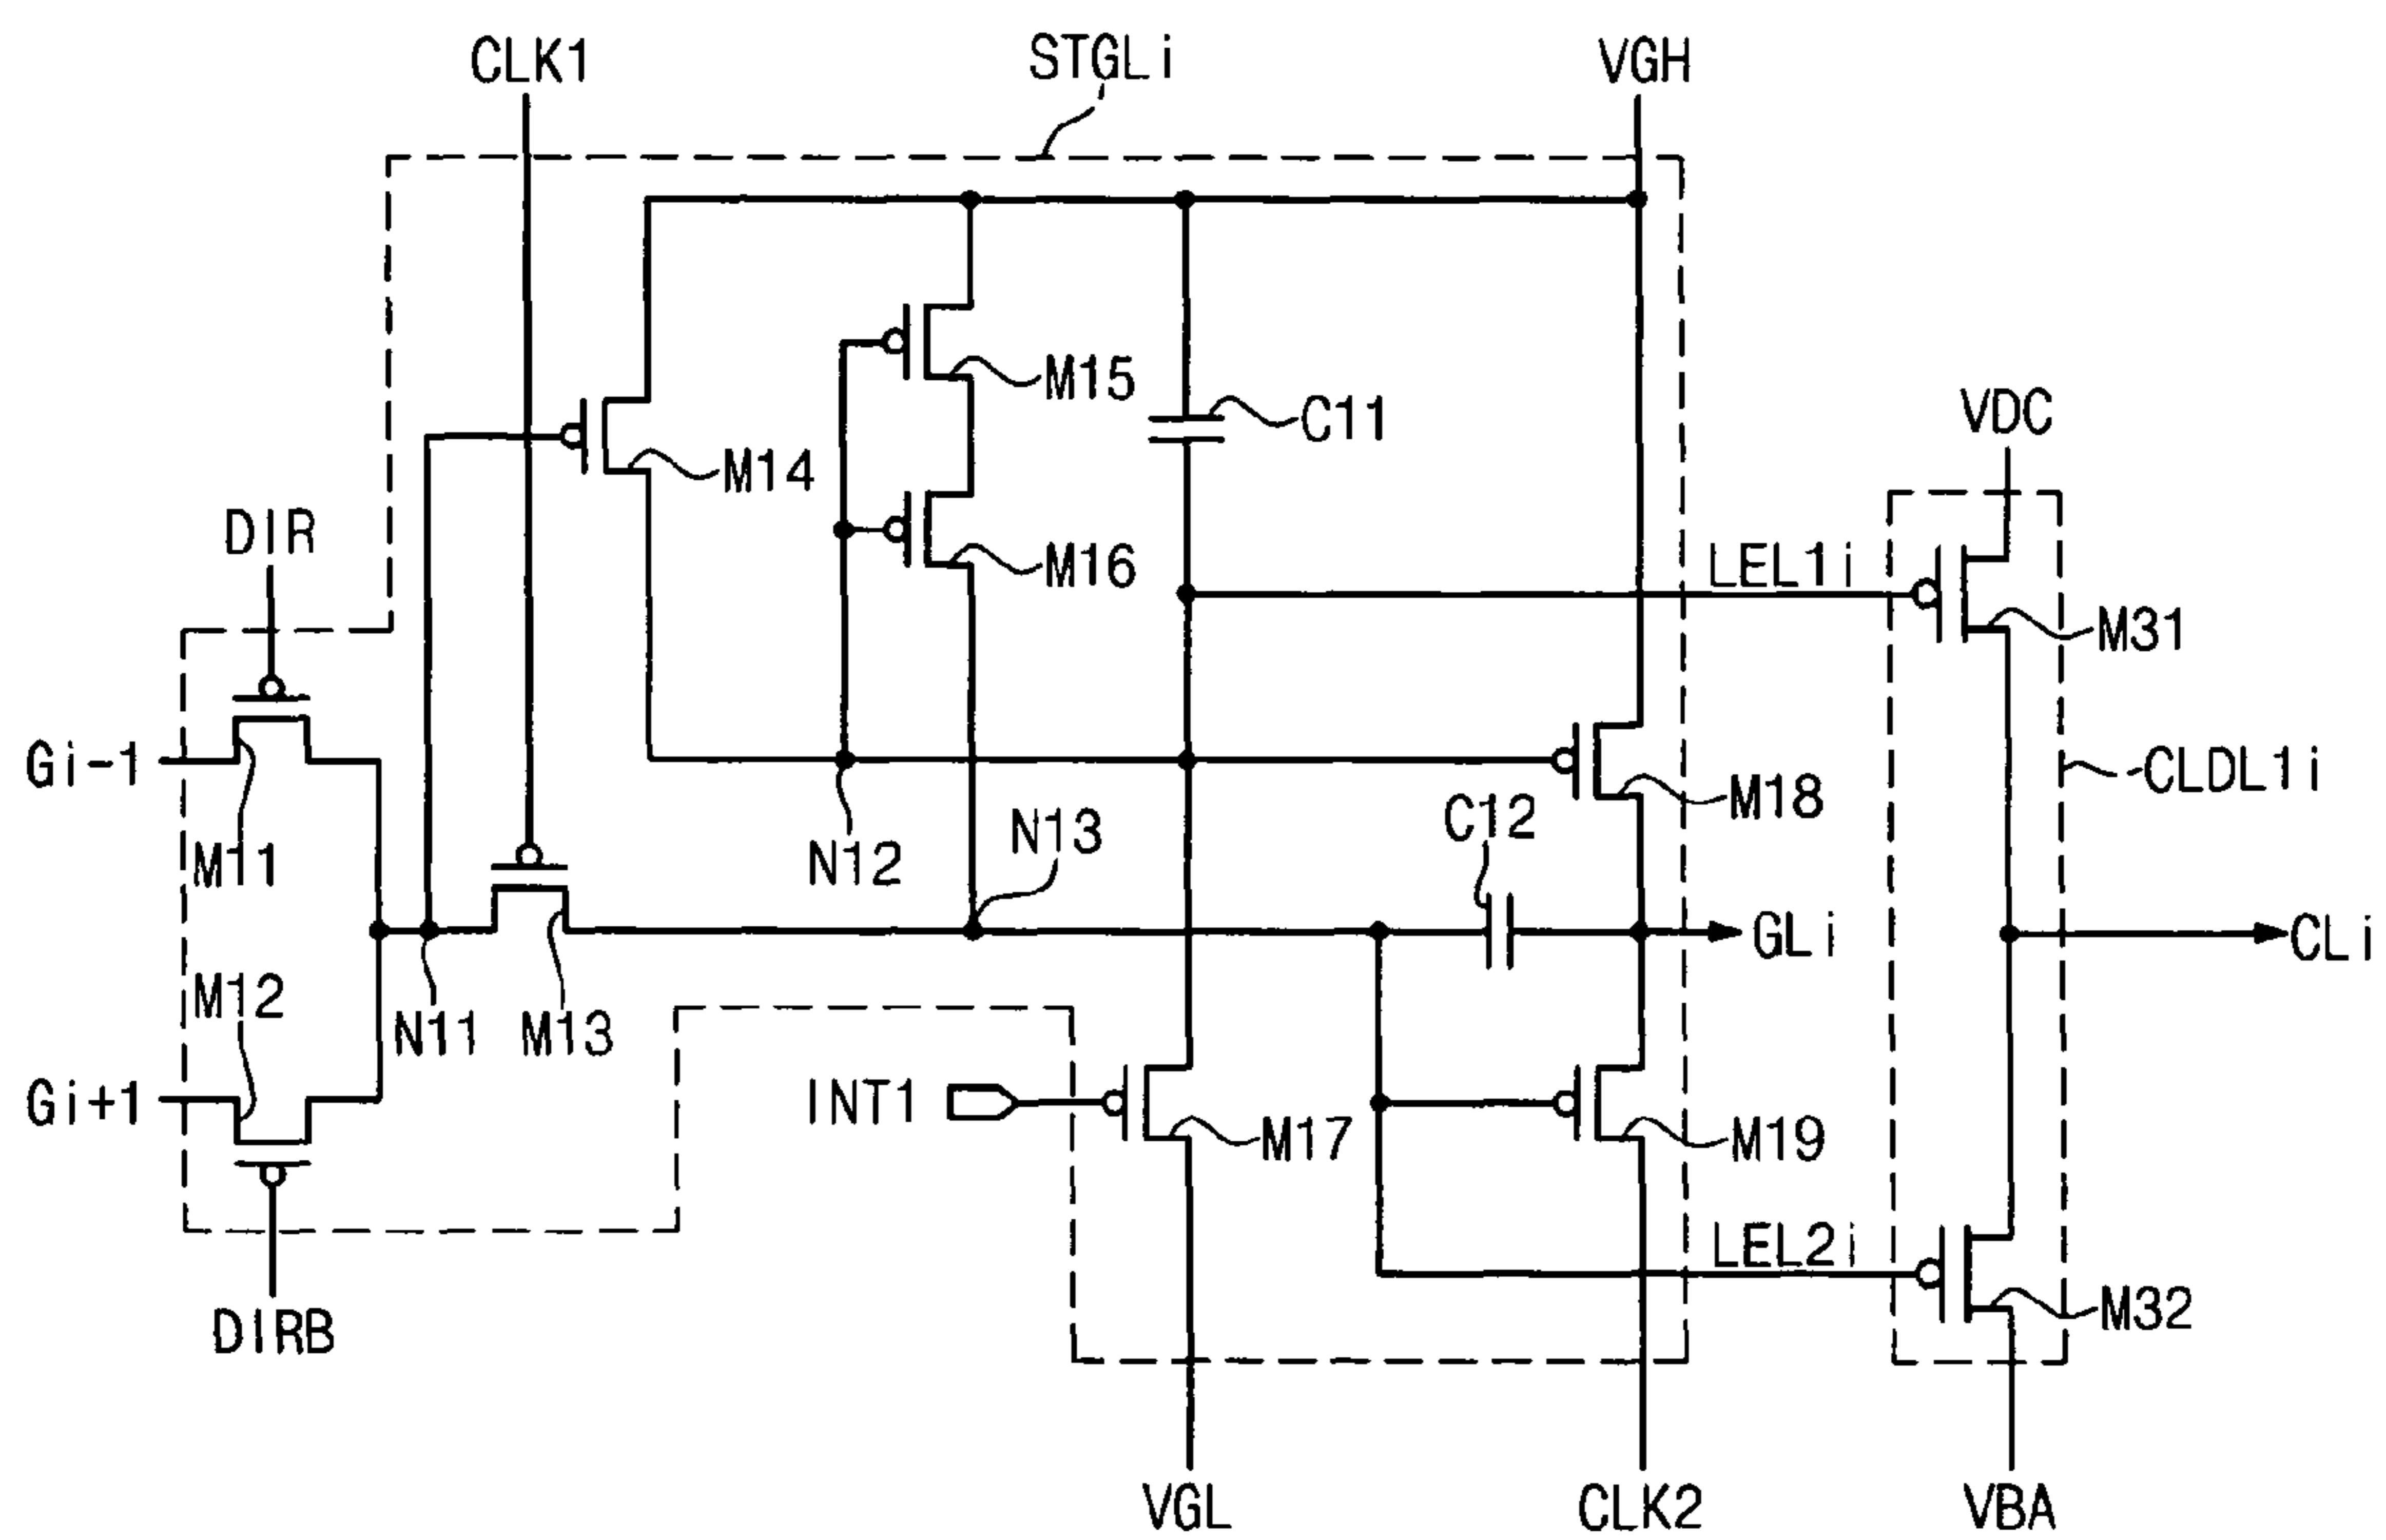 CLK1
STGLi
VGH
M15
C11
VDC
M14
DIR
M16
LEL1i
M31
Gi-1
CLDL1i
M18
C12
N13
M11
N12
GLi
CLi
M12
N11
M13
Gi+1
INT1
M17
M19
LEL2i
M32
DIRB
VGL
CLK2
VBA